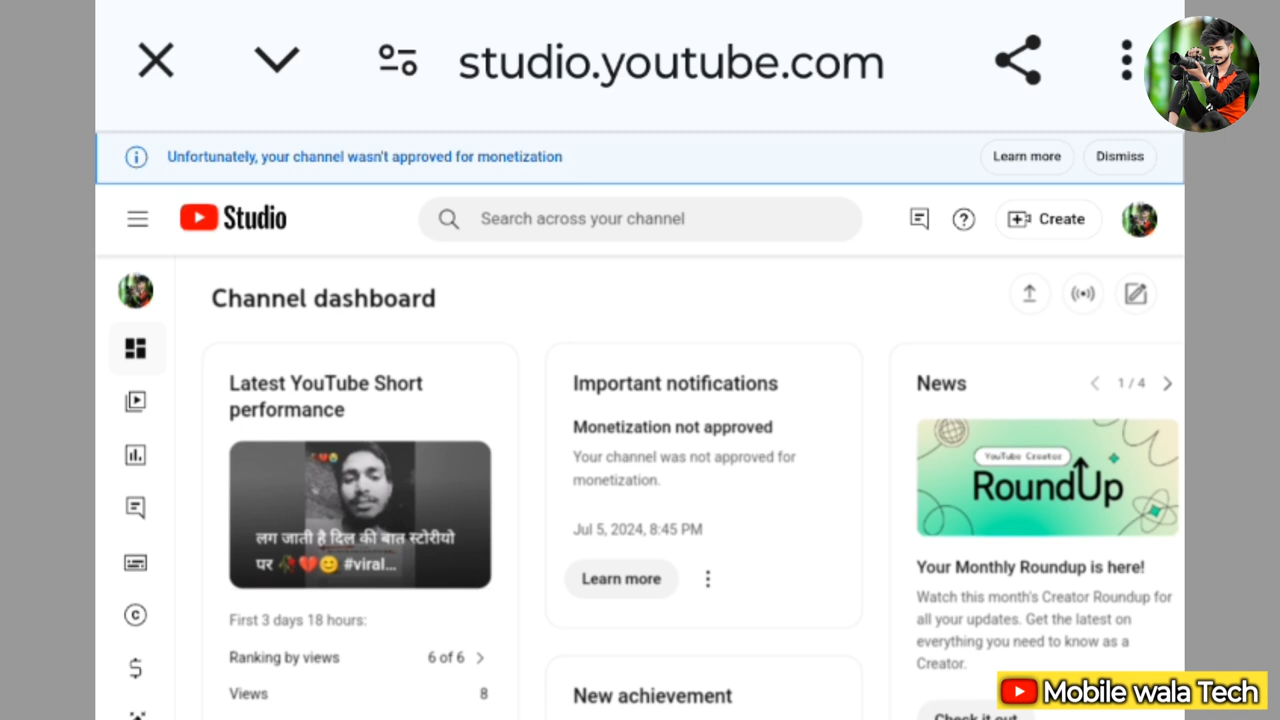 studio.youtube.com
Unfortunately, your channel wasn't approved for monetization
Learn more
Dismiss
Studio
Search across your channel
Create
Channel dashboard
Latest YouTube Short
performance
लग जाती है दिल की बात स्टोरीयो
पर 🥀💔😊 #viral...
First 3 days 18 hours:
Ranking by views
6 of 6
Views
8
Important notifications
Monetization not approved
Your channel was not approved for
monetization.
Jul 5, 2024, 8:45 PM
Learn more
New achievement
News
1 / 4
YouTube Creator
RoundUp
Your Monthly Roundup is here!
Watch this month's Creator Roundup for
all your updates. Get the latest on
everything you need to know as a
Creator.
Check it out
Mobile wala Tech